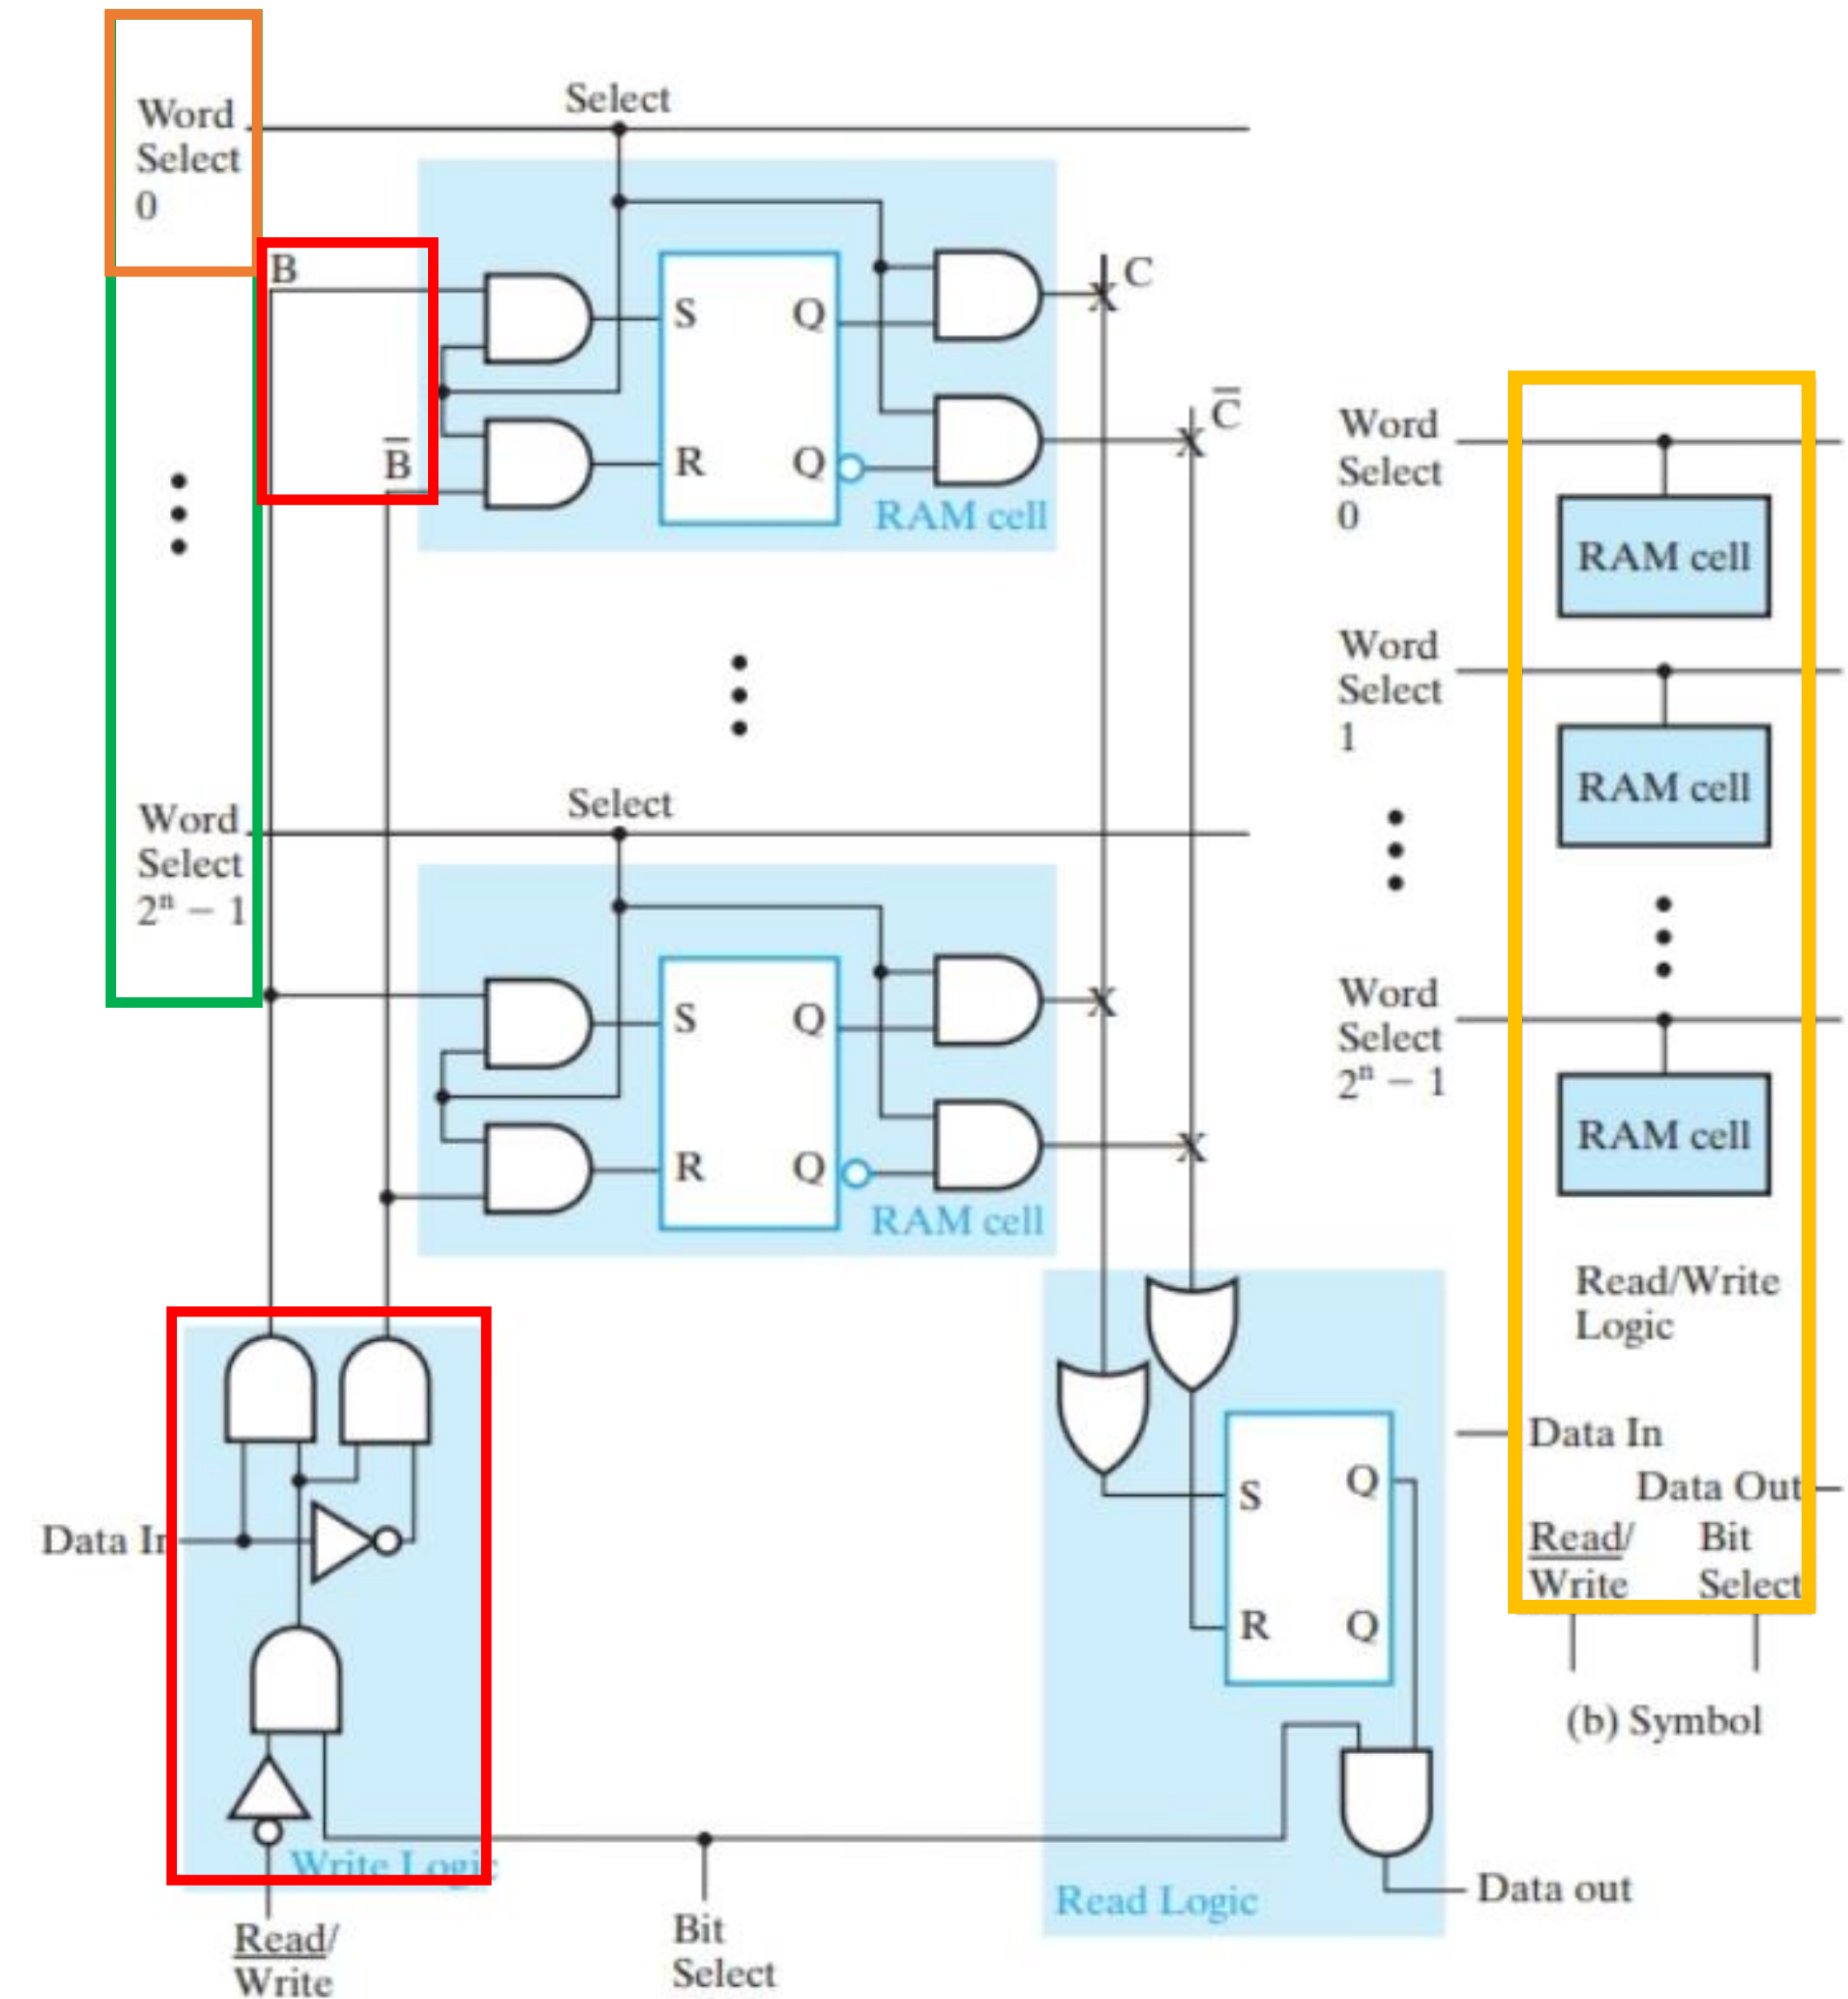 Select
Word
Select
0
B
C
S
Q
B̅
C̅
R
Q
RAM cell
Select
Word
Select
2ⁿ − 1
S
Q
R
Q
RAM cell
Data In
Write Logic
Read/
Write
Bit
Select
S
Q
R
Q
Read Logic
Data out
Word
Select
0
RAM cell
Word
Select
1
RAM cell
Word
Select
2ⁿ − 1
RAM cell
Read/Write
Logic
Data In
Data Out
Read/ Bit
Write Select
(b) Symbol